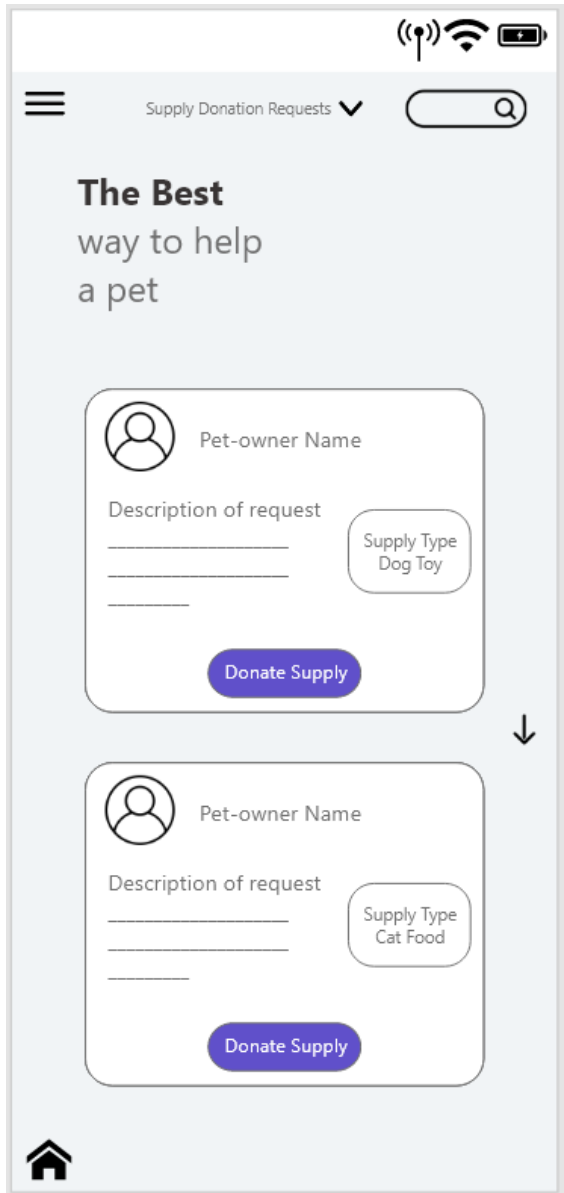 Supply Donation Requests
The Best
way to help
a pet
Pet-owner Name
Description of request
Supply Type
Dog Toy
Donate Supply
Pet-owner Name
Description of request
Supply Type
Cat Food
Donate Supply